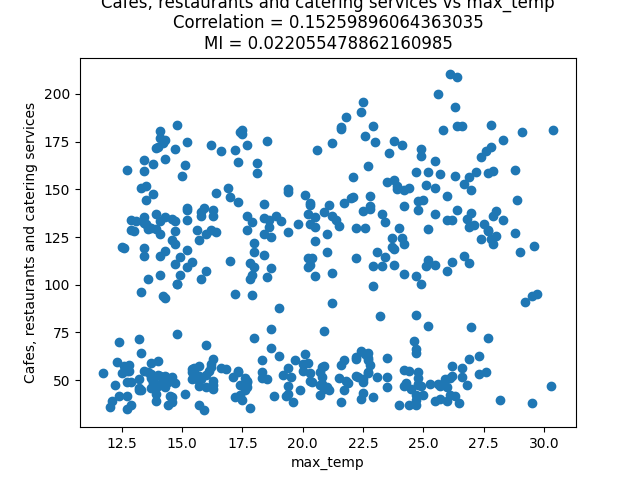 Cafes, restaurants and catering services vs max_temp
Correlation = 0.15259896064363035
MI = 0.022055478862160985
Cafes, restaurants and catering services
200
175
150
125
100
75
50
12.5 15.0 17.5 20.0 22.5 25.0 27.5 30.0
max_temp